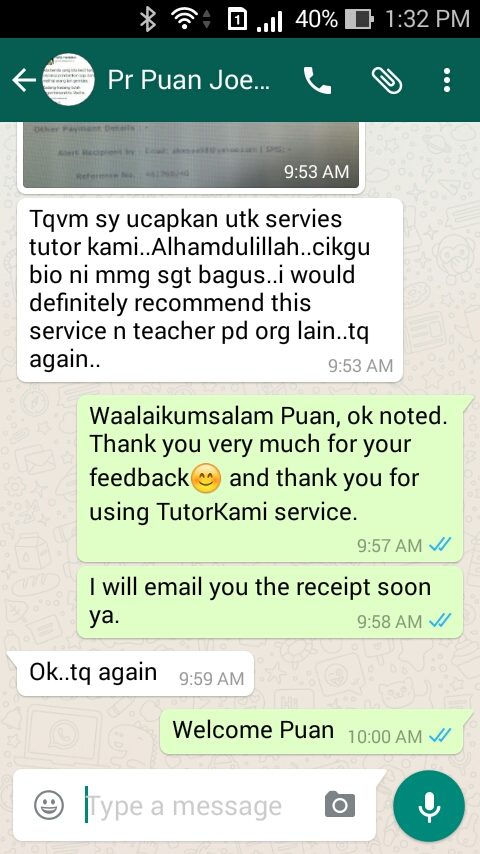 1 40% 1:32 PM
Pr Puan Joe...
Other Payment Details : -
Alert Recipient by : Email:
Reference No. :
9:53 AM
Tqvm sy ucapkan utk servies
tutor kami..Alhamdulillah..cikgu
bio ni mmg sgt bagus..i would
definitely recommend this
service n teacher pd org lain..tq
again..
9:53 AM
Waalaikumsalam Puan, ok noted.
Thank you very much for your
feedback😊 and thank you for
using TutorKami service.
9:57 AM
I will email you the receipt soon
ya.
9:58 AM
Ok..tq again 9:59 AM
Welcome Puan 10:00 AM
Type a message